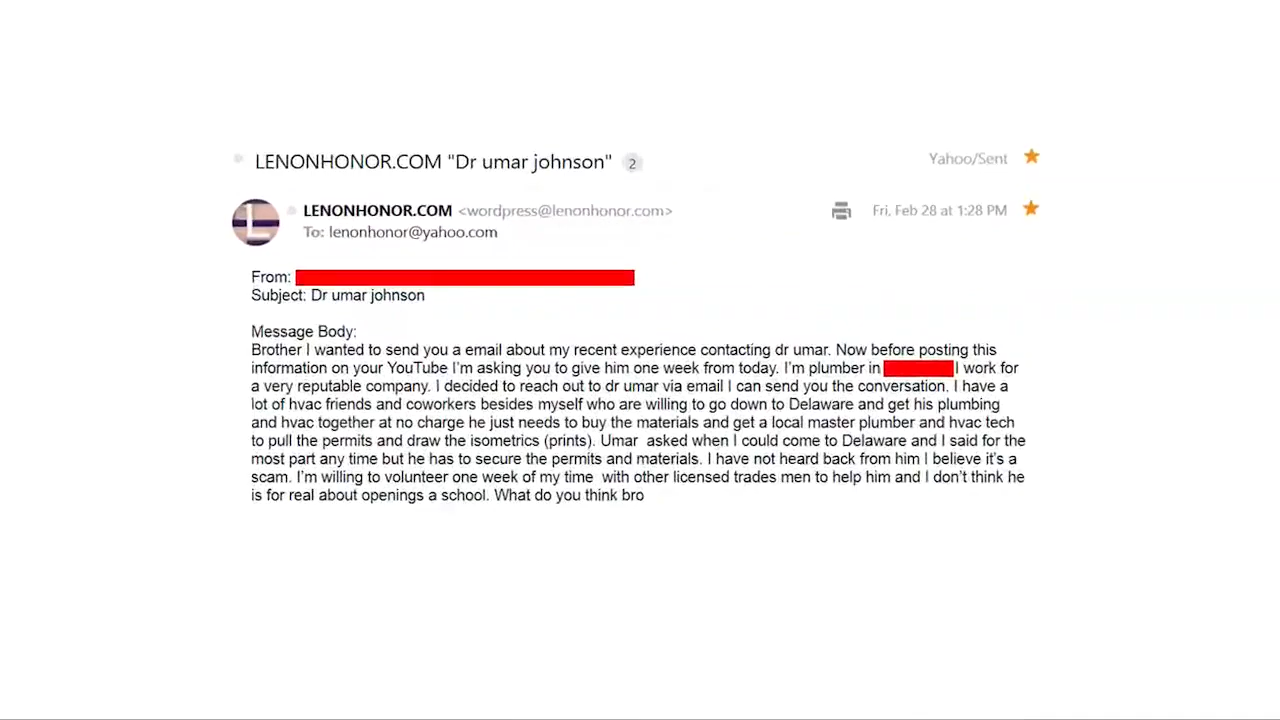 LENONHONOR.COM "Dr umar johnson" 2
Yahoo/Sent
L
LENONHONOR.COM <wordpress@lenonhonor.com>
Fri, Feb 28 at 1:28 PM
To: lenonhonor@yahoo.com
From:
Subject: Dr umar johnson
Message Body:
Brother I wanted to send you a email about my recent experience contacting dr umar. Now before posting this
information on your YouTube I'm asking you to give him one week from today. I'm plumber in I work for
a very reputable company. I decided to reach out to dr umar via email I can send you the conversation. I have a
lot of hvac friends and coworkers besides myself who are willing to go down to Delaware and get his plumbing
and hvac together at no charge he just needs to buy the materials and get a local master plumber and hvac tech
to pull the permits and draw the isometrics (prints). Umar asked when I could come to Delaware and I said for the
most part any time but he has to secure the permits and materials. I have not heard back from him I believe it's a
scam. I'm willing to volunteer one week of my time with other licensed trades men to help him and I don't think he
is for real about openings a school. What do you think bro